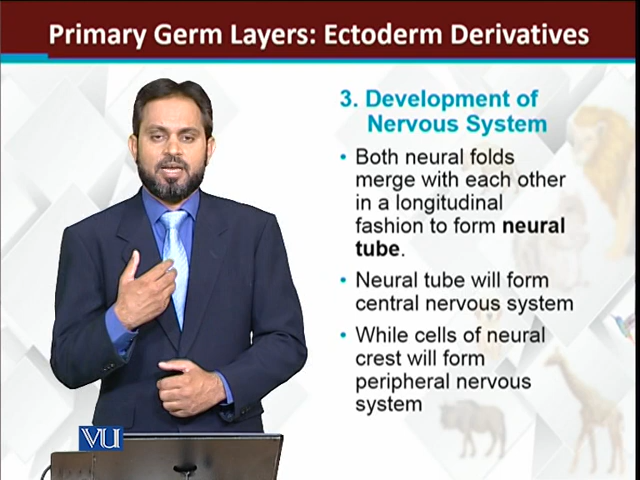 Primary Germ Layers: Ectoderm Derivatives
3. Development of
Nervous System
• Both neural folds
merge with each other
in a longitudinal
fashion to form neural
tube.
• Neural tube will form
central nervous system
• While cells of neural
crest will form
peripheral nervous
system
VU